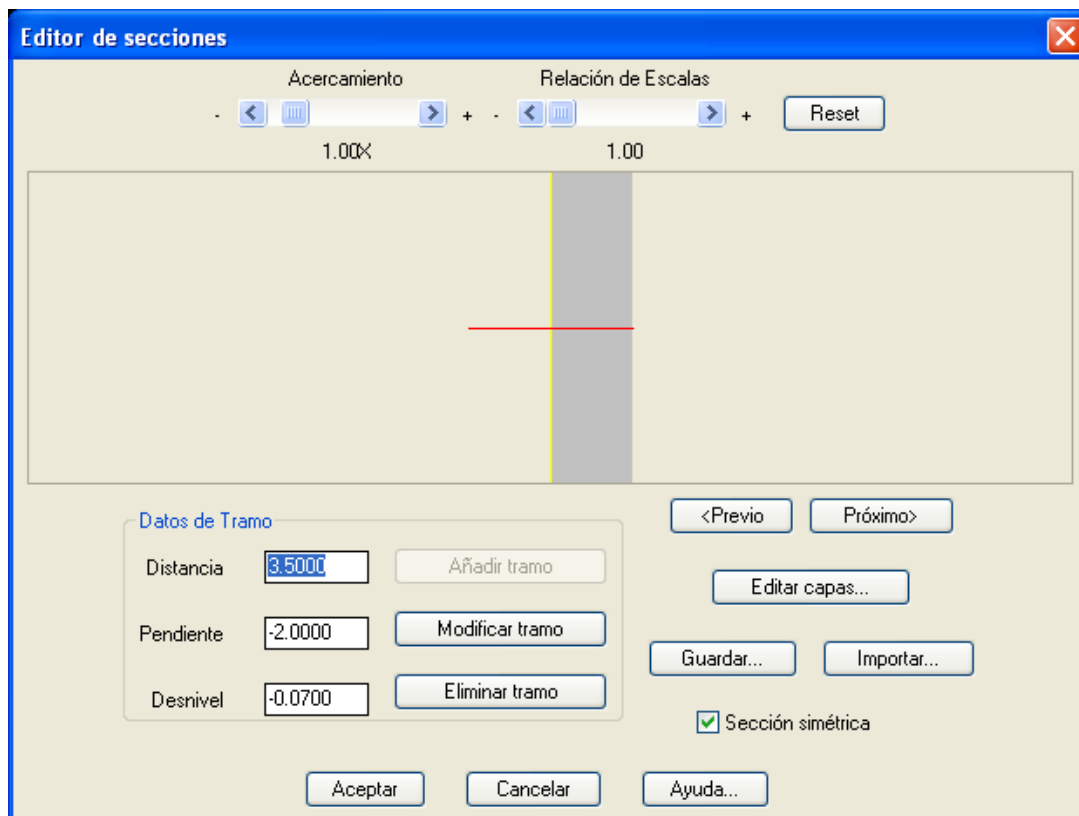 Editor de secciones
Acercamiento Relación de Escalas
- + - + Reset
1.00X 1.00
Datos de Tramo
<Previo Próximo>
Distancia 3.5000 Añadir tramo
Editar capas...
Pendiente -2.0000 Modificar tramo
Guardar... Importar...
Desnivel -0.0700 Eliminar tramo
Sección simétrica
Aceptar Cancelar Ayuda...